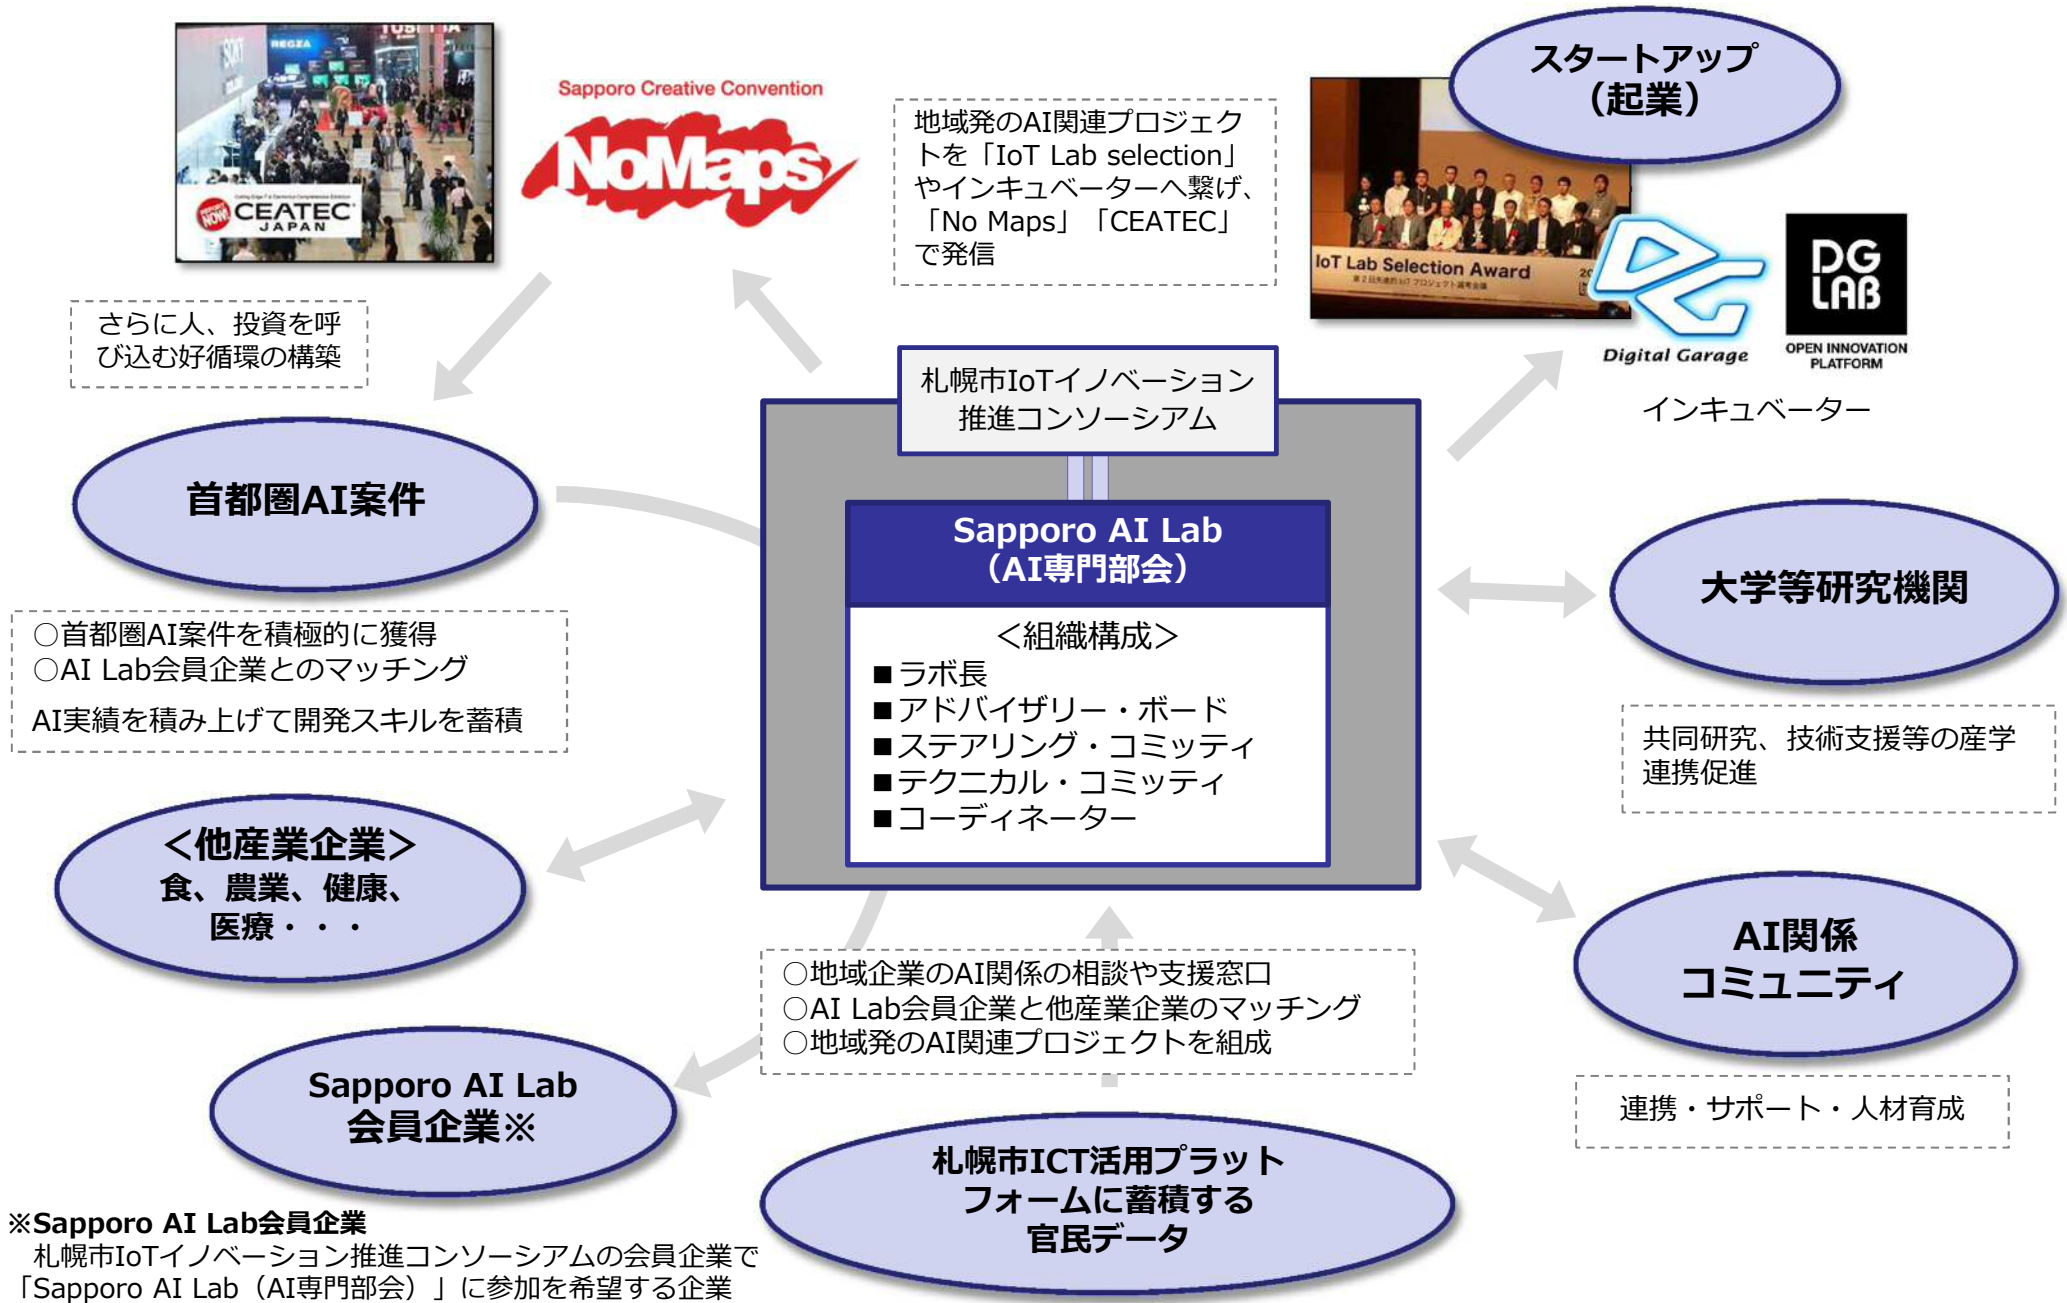 REGZA
CEATEC
JAPAN
Sapporo Creative Convention
NoMaps
地域発のAI関連プロジェク
トを「IoT Lab selection」
やインキュベーターへ繋げ、
「No Maps」「CEATEC」
で発信
スタートアップ
（起業）
IoT Lab Selection Award
Digital Garage
DG
LAB
OPEN INNOVATION
PLATFORM
インキュベーター
さらに人、投資を呼
び込む好循環の構築
札幌市IoTイノベーション
推進コンソーシアム
首都圏AI案件
○首都圏AI案件を積極的に獲得
○AI Lab会員企業とのマッチング
AI実績を積み上げて開発スキルを蓄積
Sapporo AI Lab
（AI専門部会）
＜組織構成＞
■ラボ長
■アドバイザリー・ボード
■ステアリング・コミッティ
■テクニカル・コミッティ
■コーディネーター
大学等研究機関
共同研究、技術支援等の産学
連携促進
＜他産業企業＞
食、農業、健康、
医療・・・
AI関係
コミュニティ
連携・サポート・人材育成
○地域企業のAI関係の相談や支援窓口
○AI Lab会員企業と他産業企業のマッチング
○地域発のAI関連プロジェクトを組成
Sapporo AI Lab
会員企業※
札幌市ICT活用プラット
フォームに蓄積する
官民データ
※Sapporo AI Lab会員企業
札幌市IoTイノベーション推進コンソーシアムの会員企業で
「Sapporo AI Lab（AI専門部会）」に参加を希望する企業